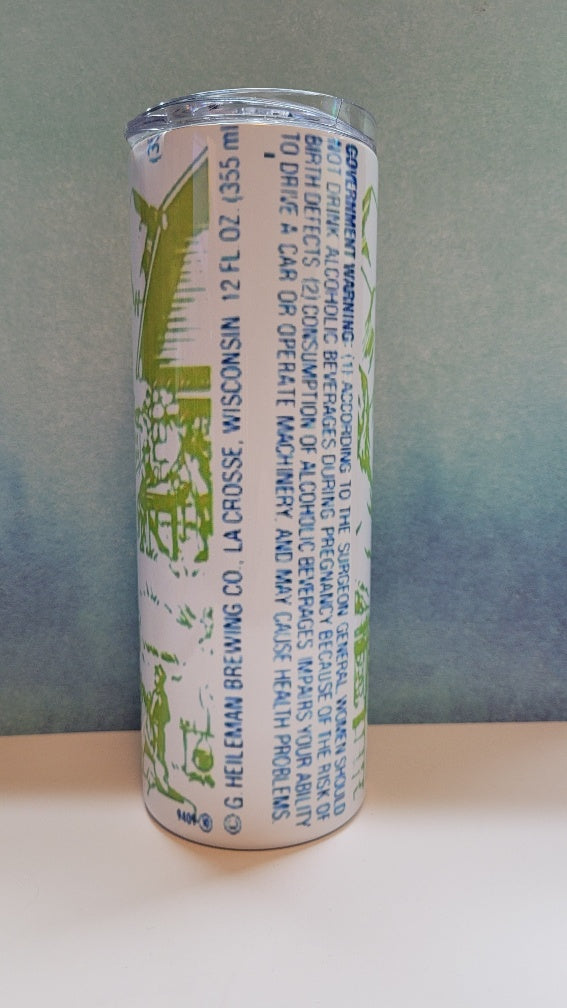 GOVERNMENT WARNING: (1) ACCORDING TO THE SURGEON GENERAL, WOMEN SHOULD
NOT DRINK ALCOHOLIC BEVERAGES DURING PREGNANCY BECAUSE OF THE RISK OF
BIRTH DEFECTS. (2) CONSUMPTION OF ALCOHOLIC BEVERAGES IMPAIRS YOUR ABILITY
TO DRIVE A CAR OR OPERATE MACHINERY, AND MAY CAUSE HEALTH PROBLEMS.
© G. HEILEMAN BREWING CO., LA CROSSE, WISCONSIN 12 FL. OZ. (355 ml